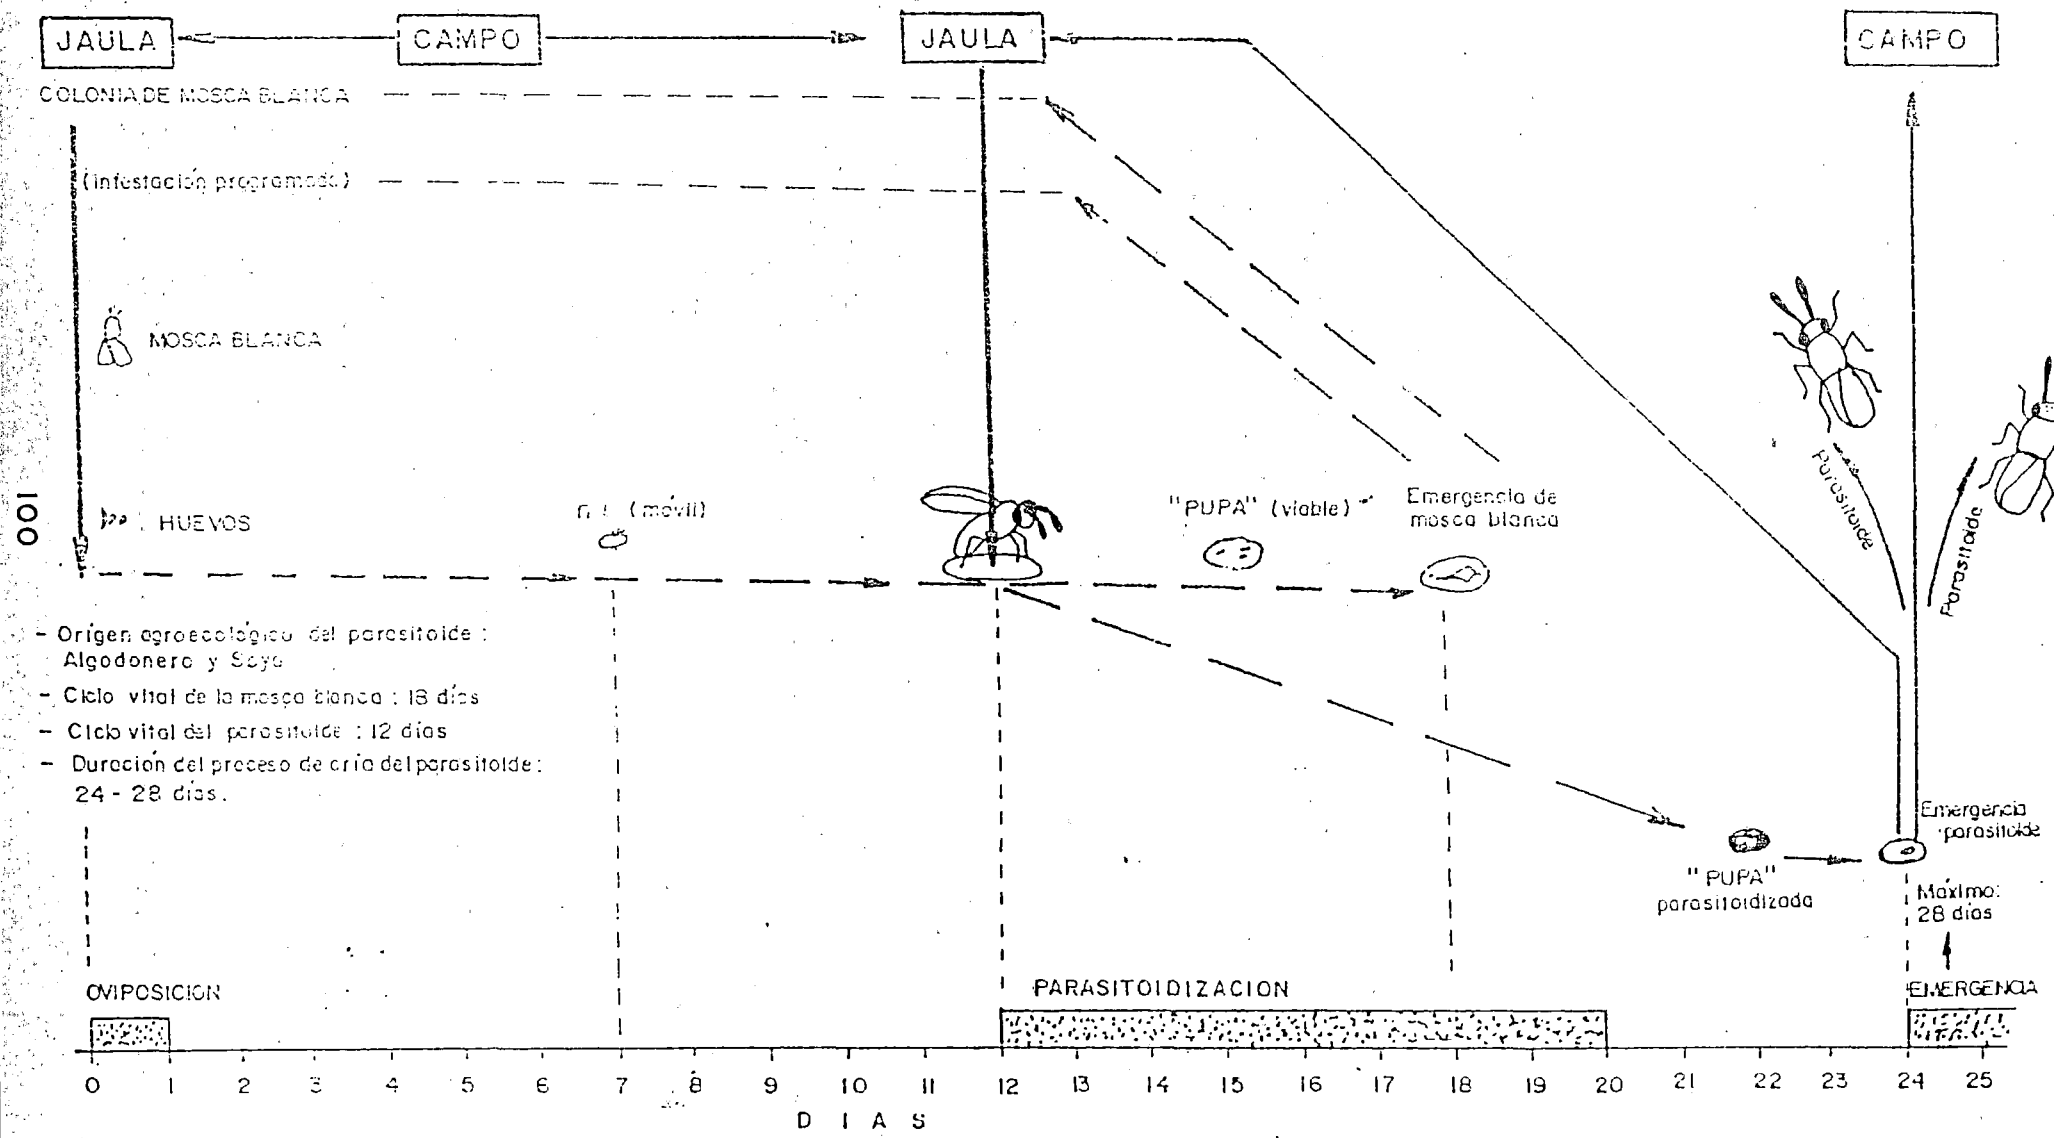 JAULA
CAMPO
JAULA
CAMPO
COLONIA DE MOSCA BLANCA
(infestación programada)
MOSCA BLANCA
HUEVOS
(móvil)
"PUPA" (viable)
Emergencia de
mosca blanca
Parasitoide
Parasitoide
100
- Orígen agroecológico del parasitoide :
Algodonero y Soya
- Ciclo vital de la mosca blanca : 18 días
- Ciclo vital del parasitoide : 12 días
- Duración del proceso de cría del parasitoide :
24 - 28 días.
Emergencia
parasitoide
"PUPA"
parasitoidizada
Máximo:
28 días
OVIPOSICION
PARASITOIDIZACION
EMERGENCIA
0 1 2 3 4 5 6 7 8 9 10 11 12 13 14 15 16 17 18 19 20 21 22 23 24 25
D I A S